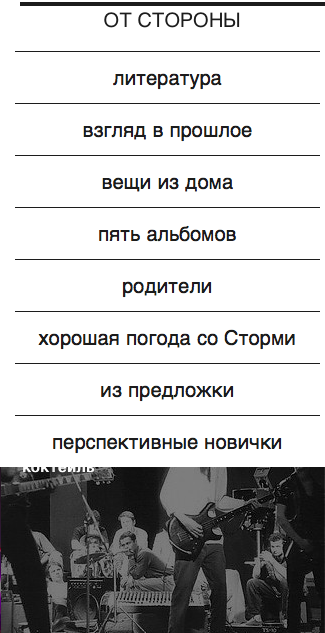 ОТ СТОРОНЫ
литература
взгляд в прошлое
вещи из дома
пять альбомов
родители
хорошая погода со Сторми
из предложки
перспективные новички
коктейль